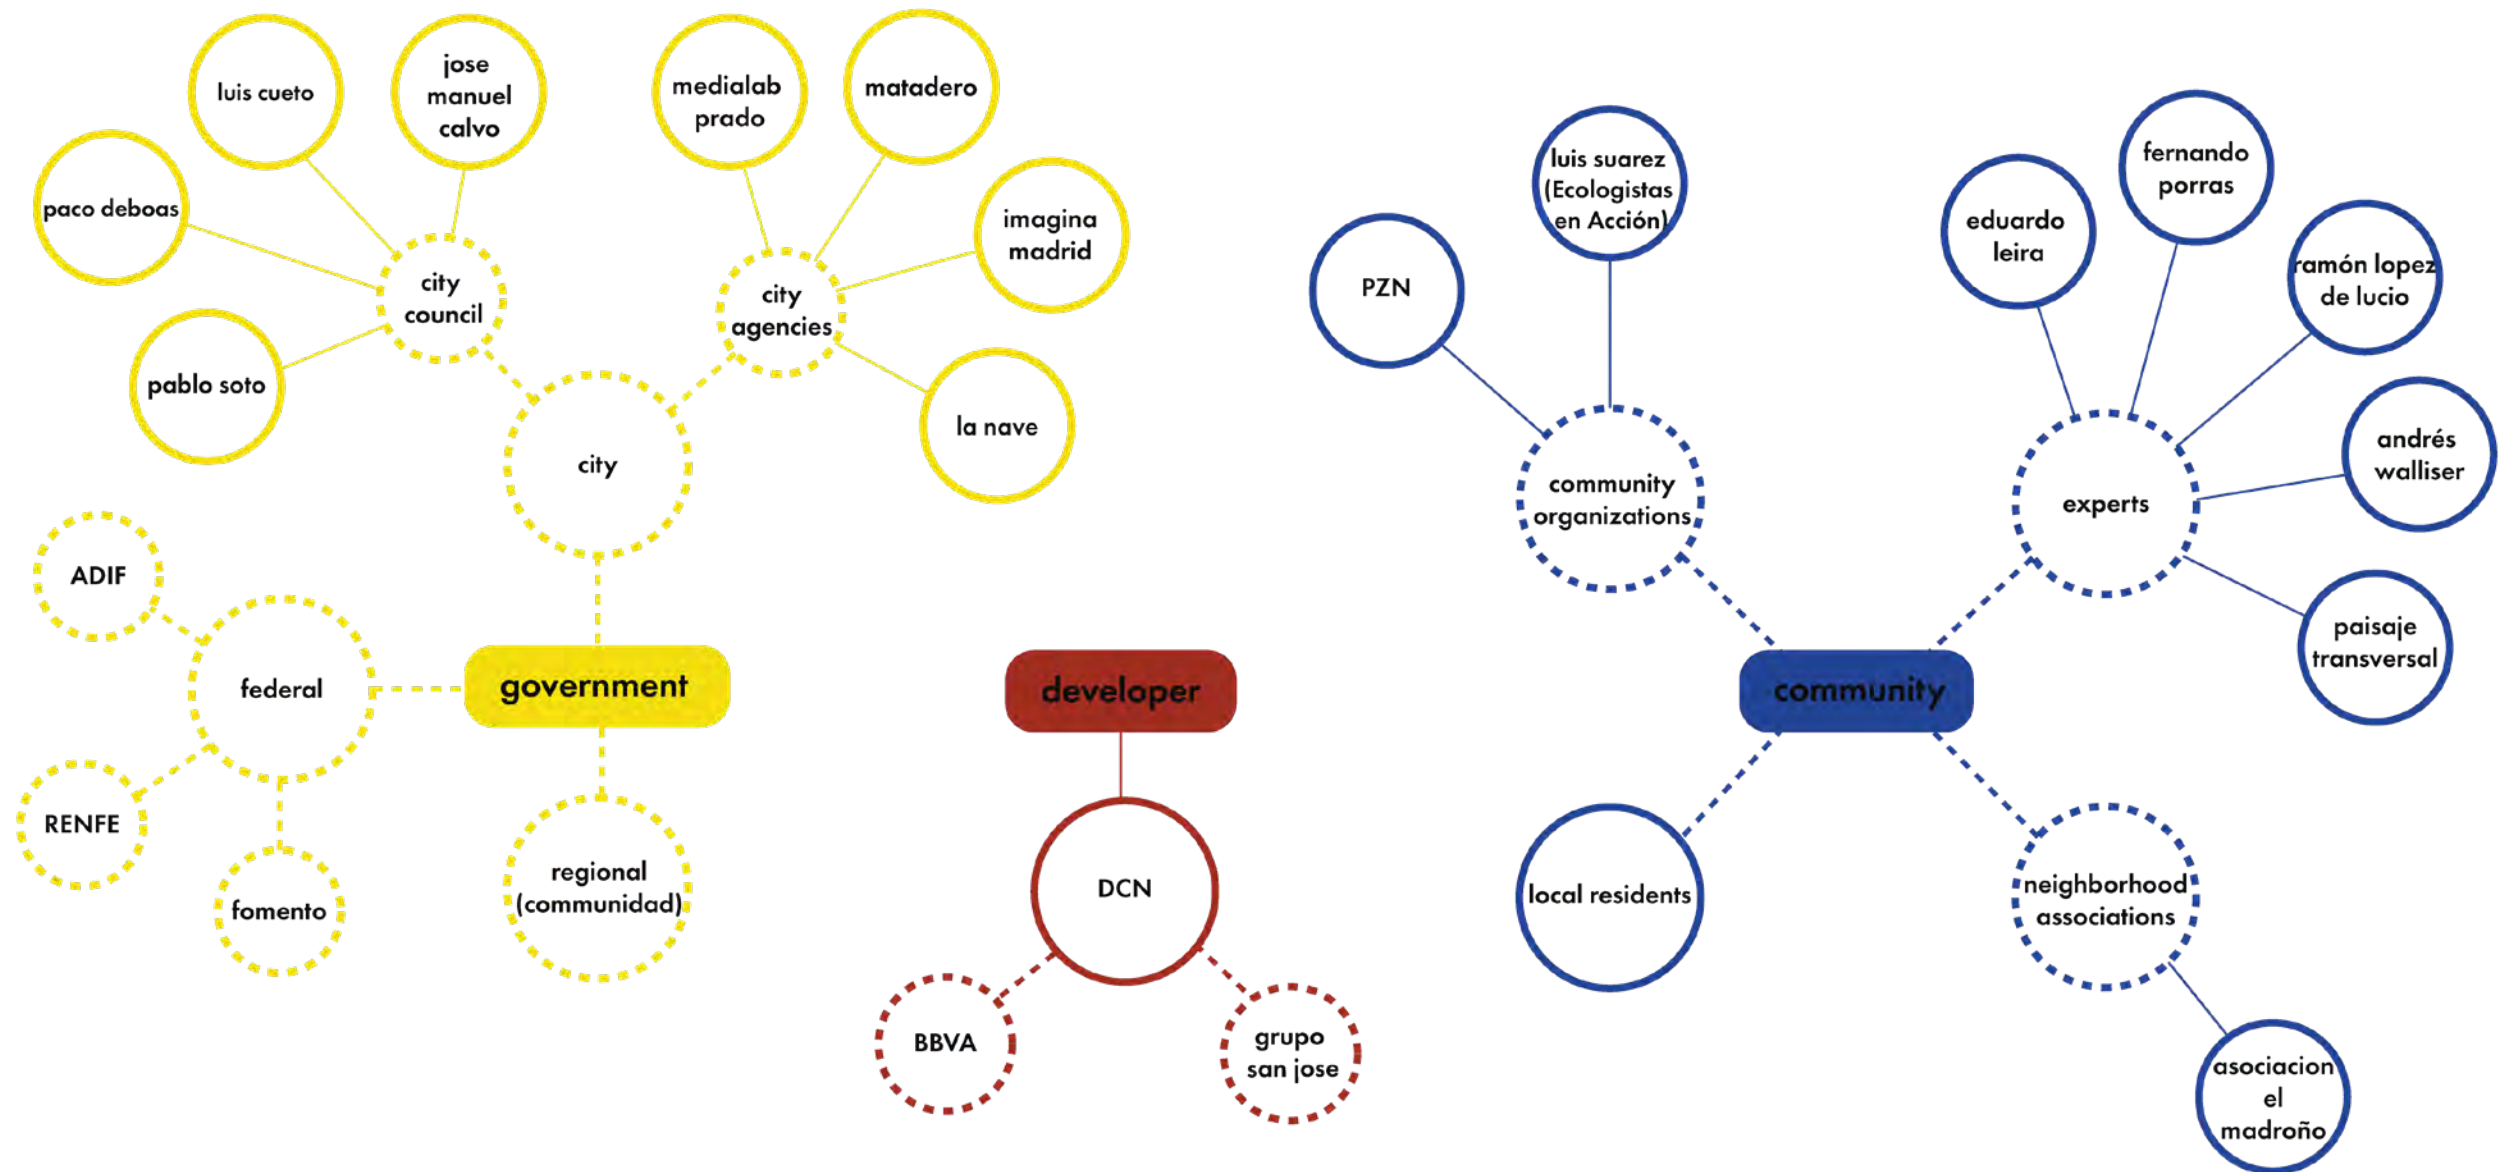 luis cueto
jose
manuel
calvo
medialab
prado
matadero
paco deboas
imagina
madrid
city
council
city
agencies
pablo soto
la nave
city
ADIF
federal
government
RENFE
fomento
regional
(communidad)
developer
DCN
BBVA
grupo
san jose
luis suarez
(Ecologistas
en Acción)
PZN
fernando
porras
eduardo
leira
ramón lopez
de lucio
andrés
walliser
community
organizations
experts
paisaje
transversal
community
local residents
neighborhood
associations
asociacion
el
madroño